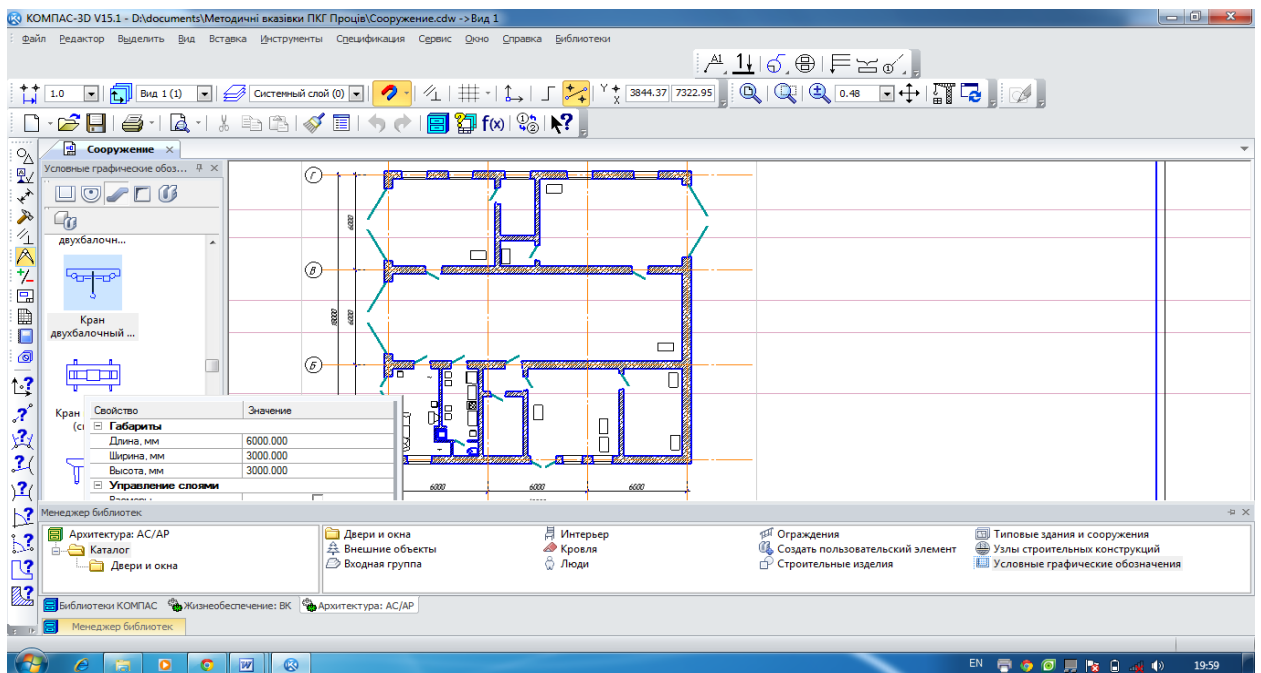 КОМПАС-3D V15.1 - D:\documents\Методичні вказівки ПКГ Проців\Сооружение.cdw ->Вид 1
Файл Редактор Выделить Вид Вставка Инструменты Спецификация Сервис Окно Справка Библиотеки
1.0 Вид 1 (1) Системный слой (0) Y X 3844.37 7322.95 0.48
f(x)
Сооружение
Условные графические обоз...
двухбалочн...
Кран
двухбалочный ...
Кран
Свойство Значение
Габариты
Длина, мм 6000.000
Ширина, мм 3000.000
Высота, мм 3000.000
Управление слоями
Размеры
Г
6000
В
18000
6000
Б
6000 6000 6000
Менеджер библиотек
Архитектура: АС/АР
Каталог
Двери и окна
Двери и окна
Внешние объекты
Входная группа
Интерьер
Кровля
Люди
Ограждения
Создать пользовательский элемент
Строительные изделия
Типовые здания и сооружения
Узлы строительных конструкций
Условные графические обозначения
Библиотеки КОМПАС Жизнеобеспечение: ВК Архитектура: АС/АР
Менеджер библиотек
EN 19:59